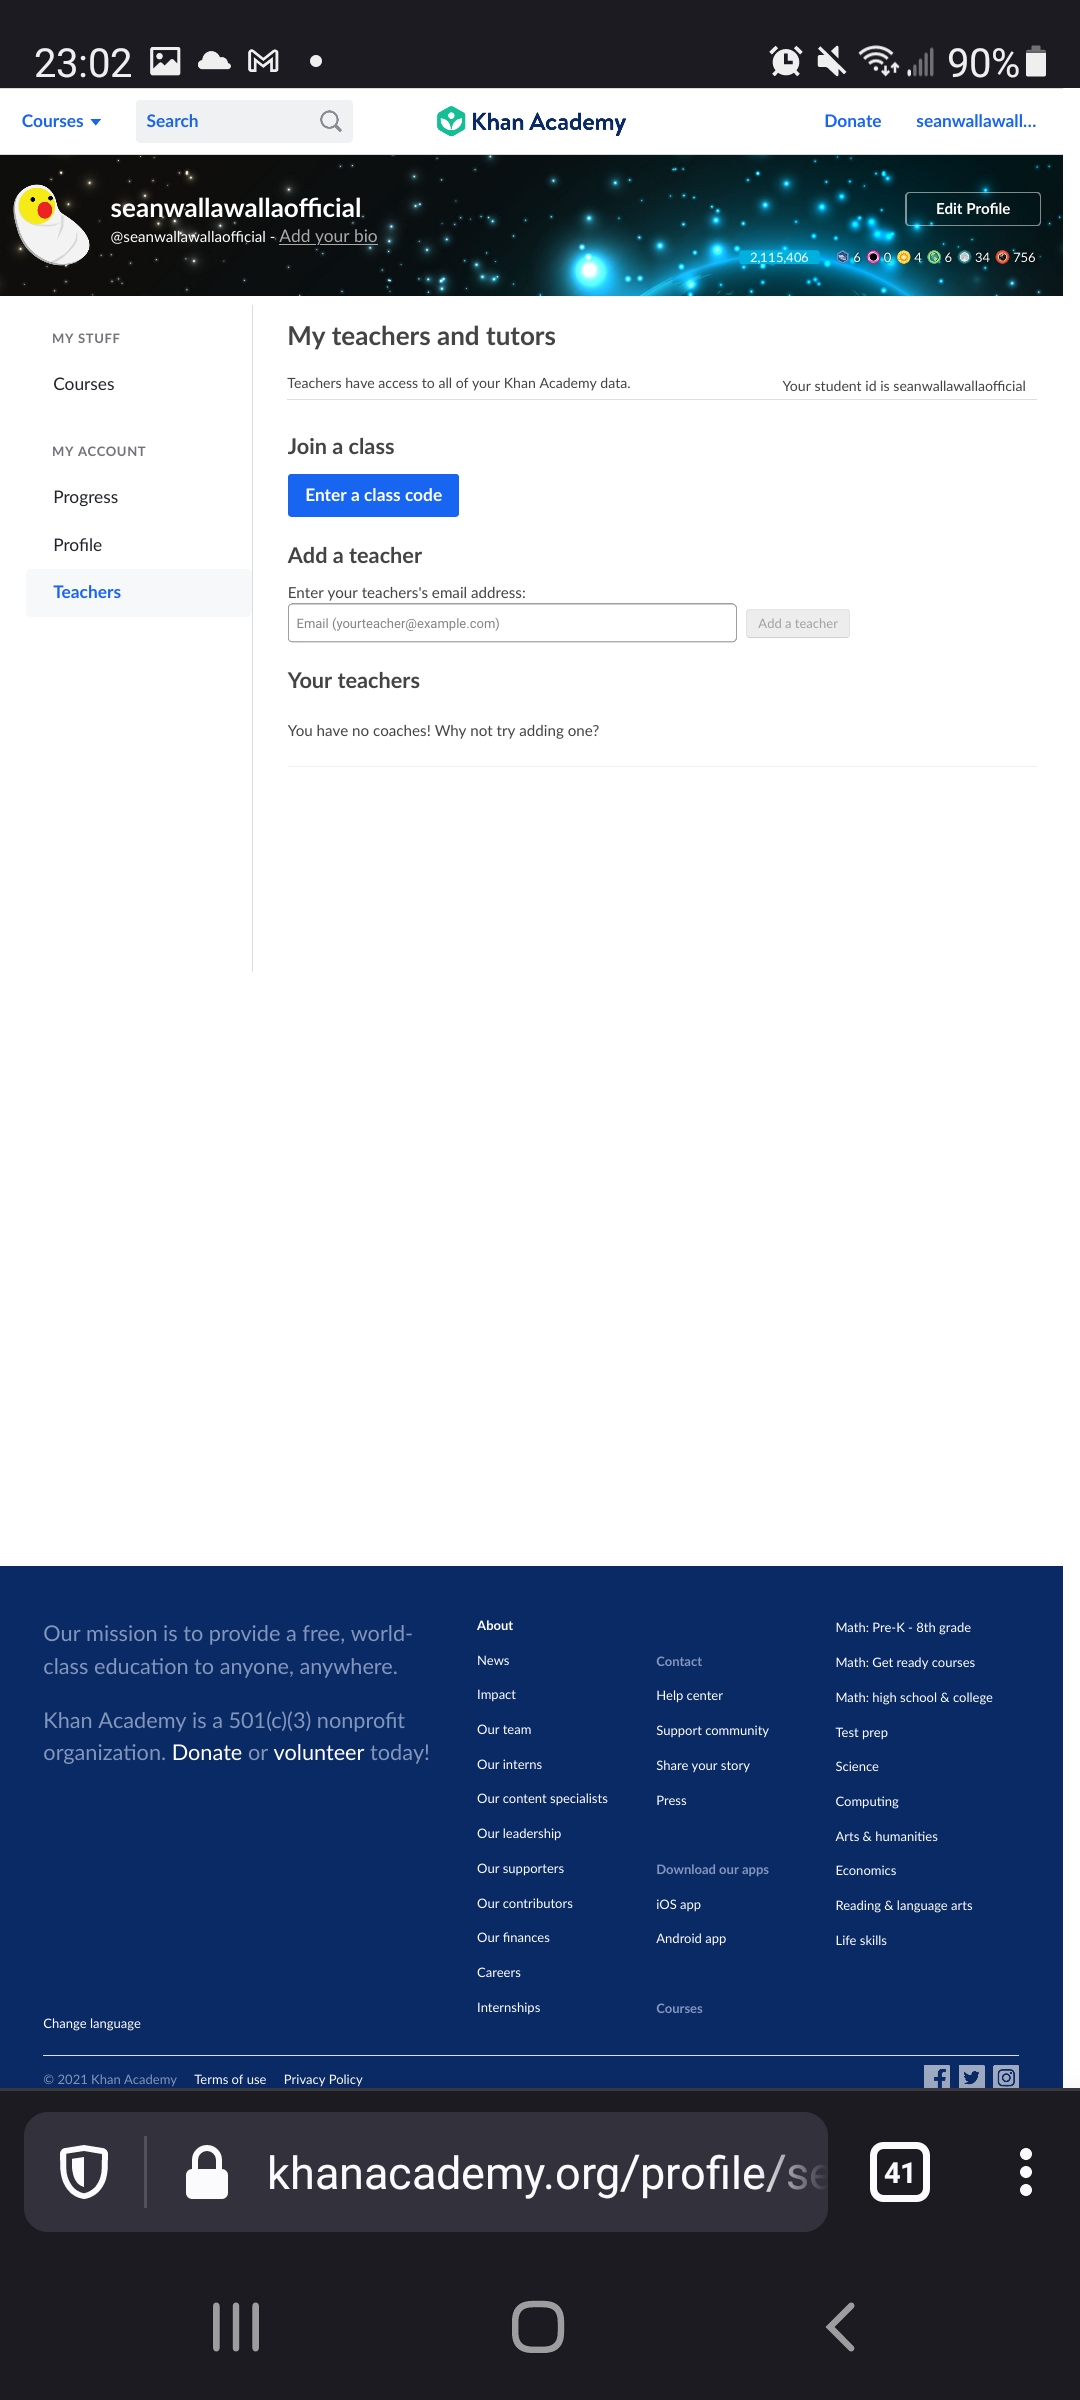 23:02
90%
Courses
Search
Khan Academy
Donate
seanwallawall...
seanwallawallaofficial
@seanwallawallaofficial - Add your bio
Edit Profile
2,115,406 6 0 4 6 34 756
MY STUFF
Courses
MY ACCOUNT
Progress
Profile
Teachers
My teachers and tutors
Teachers have access to all of your Khan Academy data.
Your student id is seanwallawallaofficial
Join a class
Enter a class code
Add a teacher
Enter your teachers's email address:
Email (yourteacher@example.com)
Add a teacher
Your teachers
You have no coaches! Why not try adding one?
Our mission is to provide a free, world-
class education to anyone, anywhere.
Khan Academy is a 501(c)(3) nonprofit
organization. Donate or volunteer today!
About
News
Impact
Our team
Our interns
Our content specialists
Our leadership
Our supporters
Our contributors
Our finances
Careers
Internships
Contact
Help center
Support community
Share your story
Press
Download our apps
iOS app
Android app
Courses
Math: Pre-K - 8th grade
Math: Get ready courses
Math: high school & college
Test prep
Science
Computing
Arts & humanities
Economics
Reading & language arts
Life skills
Change language
© 2021 Khan Academy
Terms of use
Privacy Policy
khanacademy.org/profile/se
41